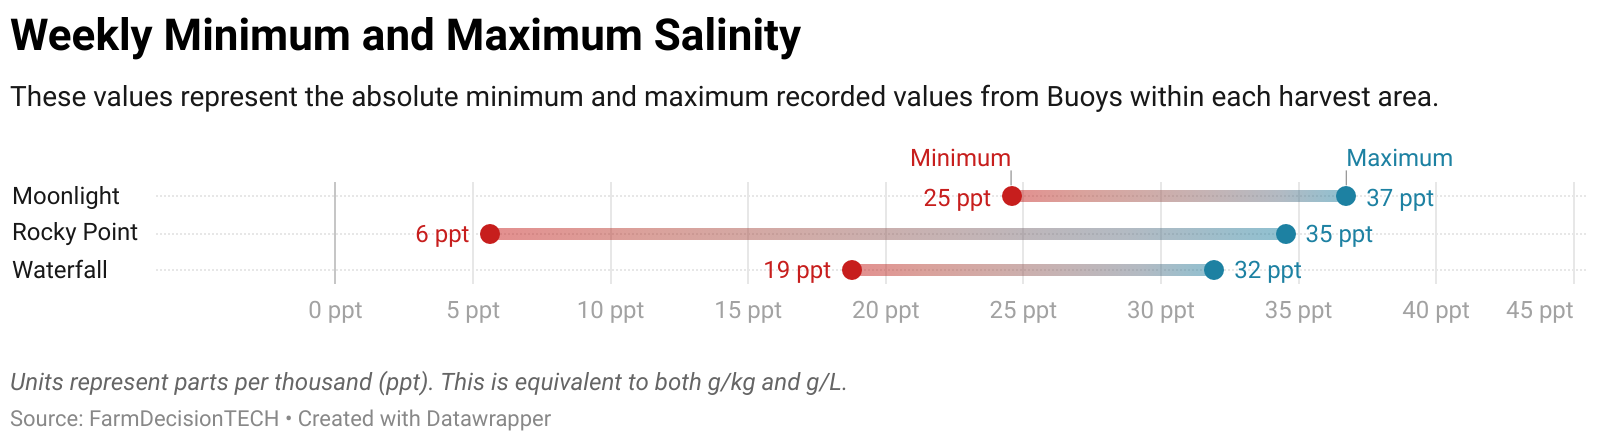 Weekly Minimum and Maximum Salinity
These values represent the absolute minimum and maximum recorded values from Buoys within each harvest area.
Minimum Maximum
Moonlight 25 ppt 37 ppt
Rocky Point 6 ppt 35 ppt
Waterfall 19 ppt 32 ppt
0 ppt 5 ppt 10 ppt 15 ppt 20 ppt 25 ppt 30 ppt 35 ppt 40 ppt 45 ppt
Units represent parts per thousand (ppt). This is equivalent to both g/kg and g/L.
Source: FarmDecisionTECH • Created with Datawrapper